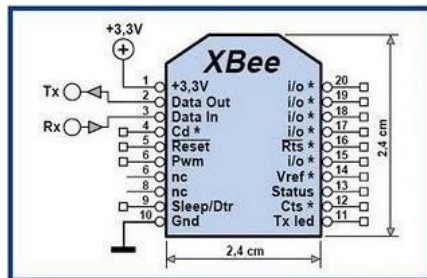 +3,3V
XBee
1 +3,3V i/o * 20
Tx 2 Data Out i/o * 19
Rx 3 Data In i/o * 18
4 Cd * i/o * 17
5 Reset Rts * 16
6 Pwm i/o * 15
6 nc Vref * 14
8 nc Status 13
9 Sleep/Dtr Cts * 12
10 Gnd Tx led 11
2,4 cm
2,4 cm